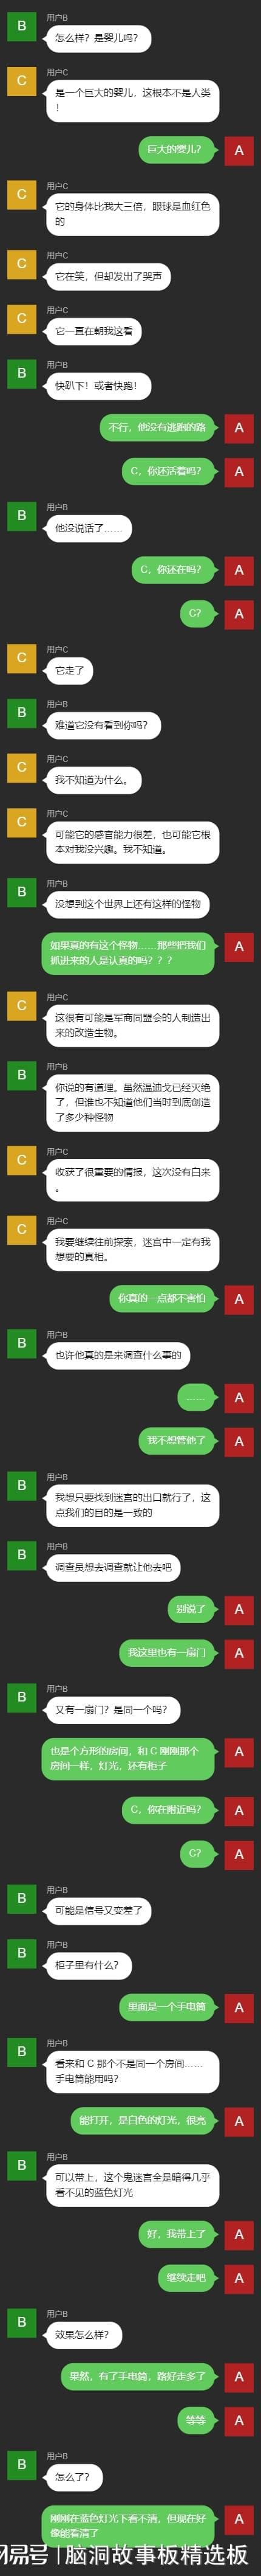 用户B
B
怎么样？是婴儿吗？
用户C
C
是一个巨大的婴儿，这根本不是人类
！
巨大的婴儿？
A
用户C
C
它的身体比我大三倍，眼球是血红色
的
用户C
C
它在笑，但却发出了哭声
用户C
C
它一直在朝我这看
用户B
B
快趴下！或者快跑！
不行，他没有逃跑的路
A
C，你还活着吗？
A
用户B
B
他没说话了……
C，你还在吗？
A
C？
A
用户C
C
它走了
用户B
B
难道它没有看到你吗？
用户C
C
我不知道为什么。
用户C
C
可能它的感官能力很差，也可能它根
本对我没兴趣。我不知道。
用户B
B
没想到这个世界上还有这样的怪物
如果真的有这个怪物……那些把我们
抓进来的人是认真的吗？？？
A
用户C
C
这很有可能是军商同盟会的人制造出
来的改造生物。
用户B
B
你说的有道理。虽然温迪戈已经灭绝
了，但谁也不知道他们当时到底创造
了多少种怪物
用户C
C
收获了很重要的情报，这次没有白来
。
用户C
C
我要继续往前探索，迷宫中一定有我
想要的真相。
你真的一点都不害怕
A
用户B
B
也许他真的是来调查什么事的
……
A
我不想管他了
A
用户B
B
我想只要找到迷宫的出口就行了，这
点我们的目的是一致的
用户B
B
调查员想去调查就让他去吧
别说了
A
我这里也有一扇门
A
用户B
B
又有一扇门？是同一个吗？
也是个方形的房间，和 C 刚刚那个
房间一样，灯光，还有柜子
A
C，你在附近吗？
A
C？
A
用户B
B
可能是信号又变差了
用户B
B
柜子里有什么？
里面是一个手电筒
A
用户B
B
看来和 C 那个不是同一个房间……
手电筒能用吗？
能打开，是白色的灯光，很亮
A
用户B
B
可以带上，这个鬼迷宫全是暗得几乎
看不见的蓝色灯光
好，我带上了
A
继续走吧
A
用户B
B
效果怎么样？
果然，有了手电筒，路好走多了
A
等等
A
用户B
B
怎么了？
刚刚在蓝色灯光下看不清，但现在好
像能看清了
A
易号 | 脑洞故事板精选板